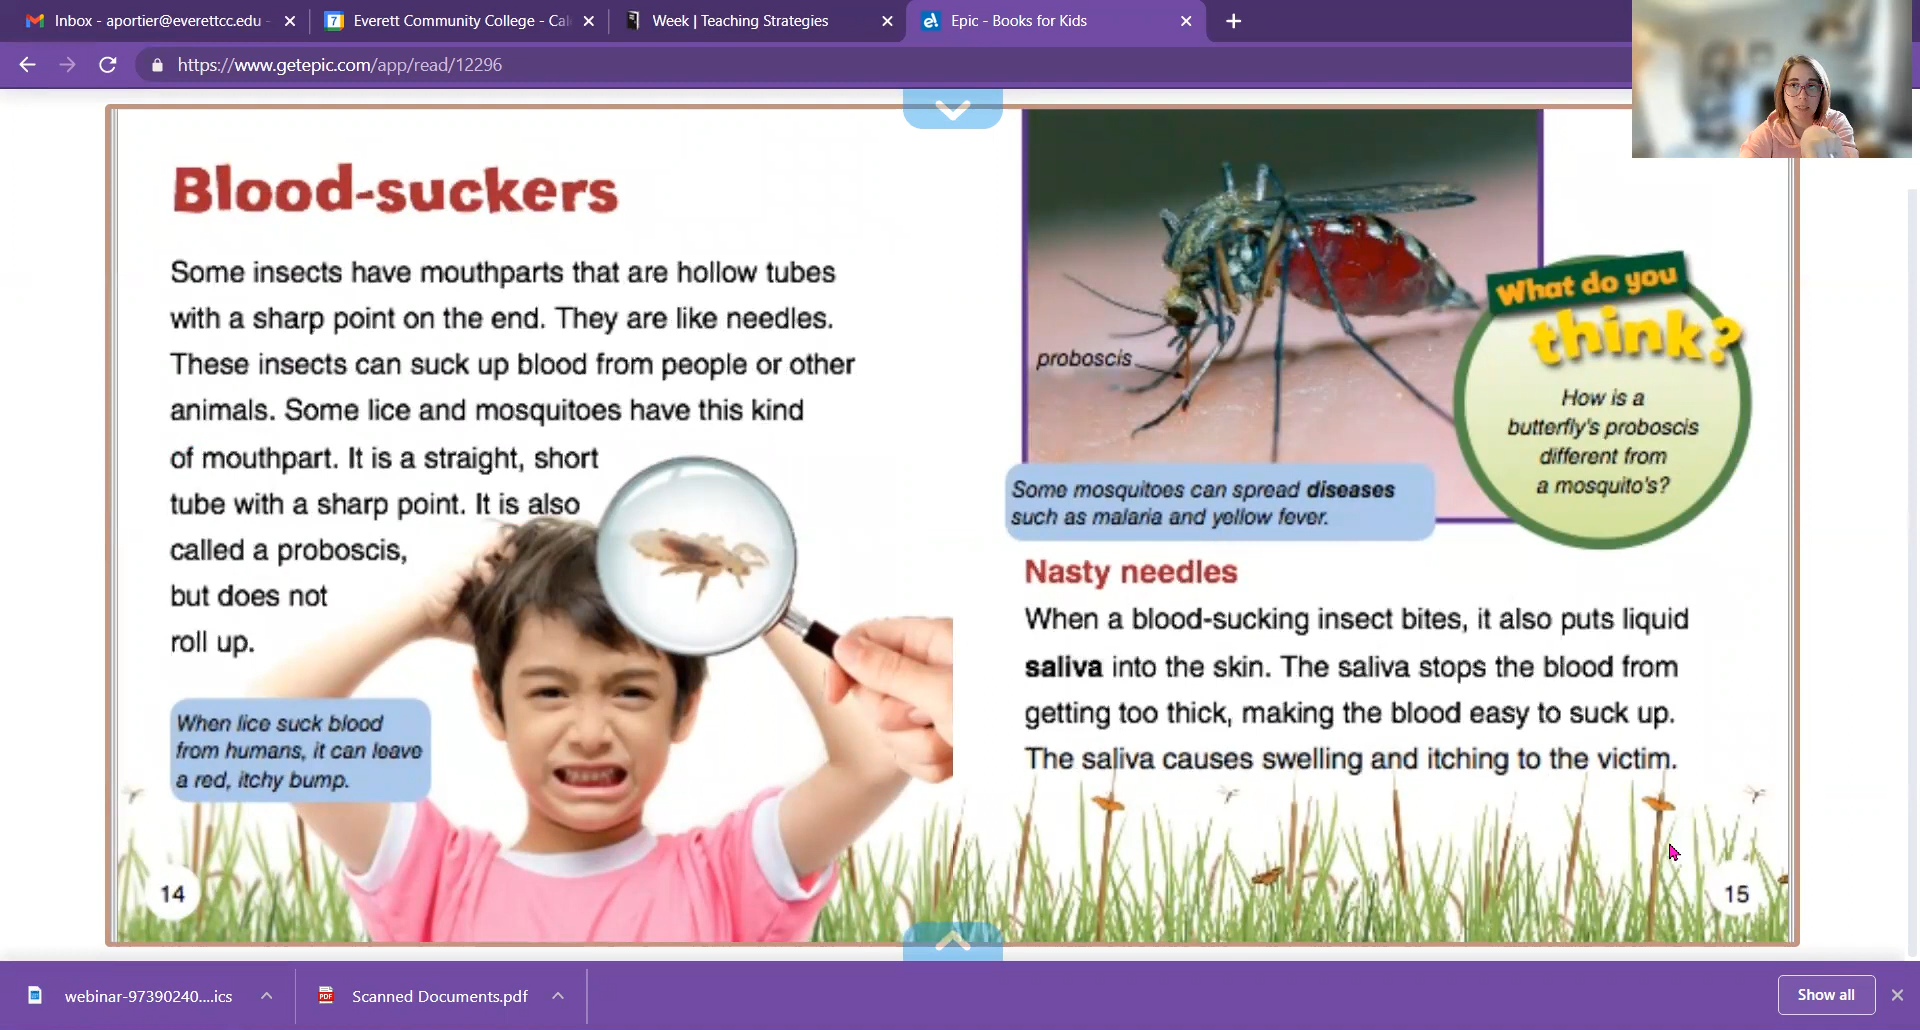 Inbox - aportier@everettcc.edu -
Everett Community College - Cal
Week | Teaching Strategies
Epic - Books for Kids
https://www.getepic.com/app/read/12296
Blood-suckers
Some insects have mouthparts that are hollow tubes
with a sharp point on the end. They are like needles.
These insects can suck up blood from people or other
animals. Some lice and mosquitoes have this kind
of mouthpart. It is a straight, short
tube with a sharp point. It is also
called a proboscis,
but does not
roll up.
When lice suck blood
from humans, it can leave
a red, itchy bump.
14
proboscis
Some mosquitoes can spread diseases
such as malaria and yellow fever.
What do you
think?
How is a
butterfly's proboscis
different from
a mosquito's?
Nasty needles
When a blood-sucking insect bites, it also puts liquid
saliva into the skin. The saliva stops the blood from
getting too thick, making the blood easy to suck up.
The saliva causes swelling and itching to the victim.
15
webinar-97390240....ics
PDF
Scanned Documents.pdf
Show all